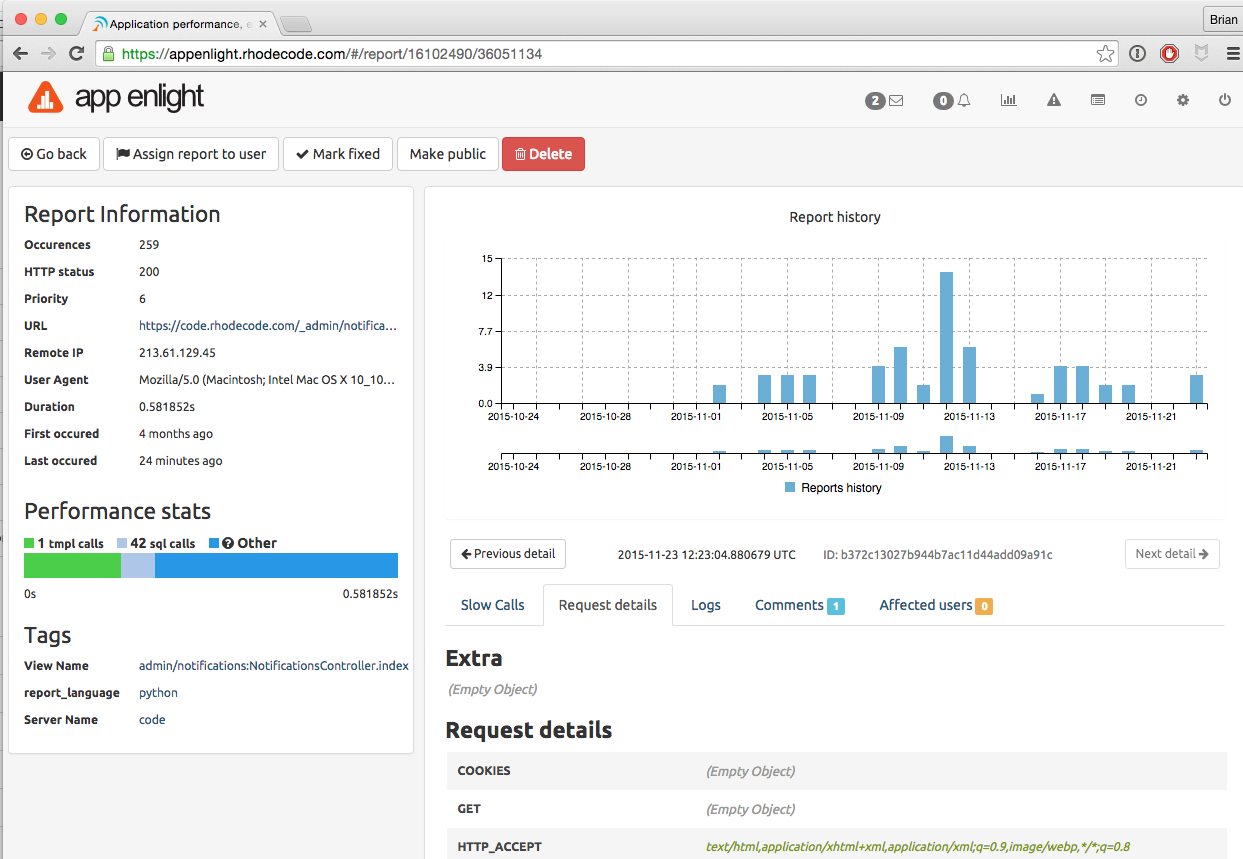 Application performance, e
Brian
https://appenlight.rhodecode.com/#/report/16102490/36051134
app enlight
2 0
Go back Assign report to user Mark fixed Make public Delete
Report Information
Occurences 259
HTTP status 200
Priority 6
URL https://code.rhodecode.com/_admin/notifica...
Remote IP 213.61.129.45
User Agent Mozilla/5.0 (Macintosh; Intel Mac OS X 10_10...
Duration 0.581852s
First occured 4 months ago
Last occured 24 minutes ago
Performance stats
1 tmpl calls 42 sql calls Other
0s 0.581852s
Tags
View Name admin/notifications:NotificationsController.index
report_language python
Server Name code
Report history
15
12
7.7
3.9
0.0
2015-10-24 2015-10-28 2015-11-01 2015-11-05 2015-11-09 2015-11-13 2015-11-17 2015-11-21
2015-10-24 2015-10-28 2015-11-01 2015-11-05 2015-11-09 2015-11-13 2015-11-17 2015-11-21
Reports history
Previous detail 2015-11-23 12:23:04.880679 UTC ID: b372c13027b944b7ac11d44add09a91c Next detail
Slow Calls Request details Logs Comments 1 Affected users 0
Extra
(Empty Object)
Request details
COOKIES (Empty Object)
GET (Empty Object)
HTTP_ACCEPT text/html,application/xhtml+xml,application/xml;q=0.9,image/webp,*/*;q=0.8